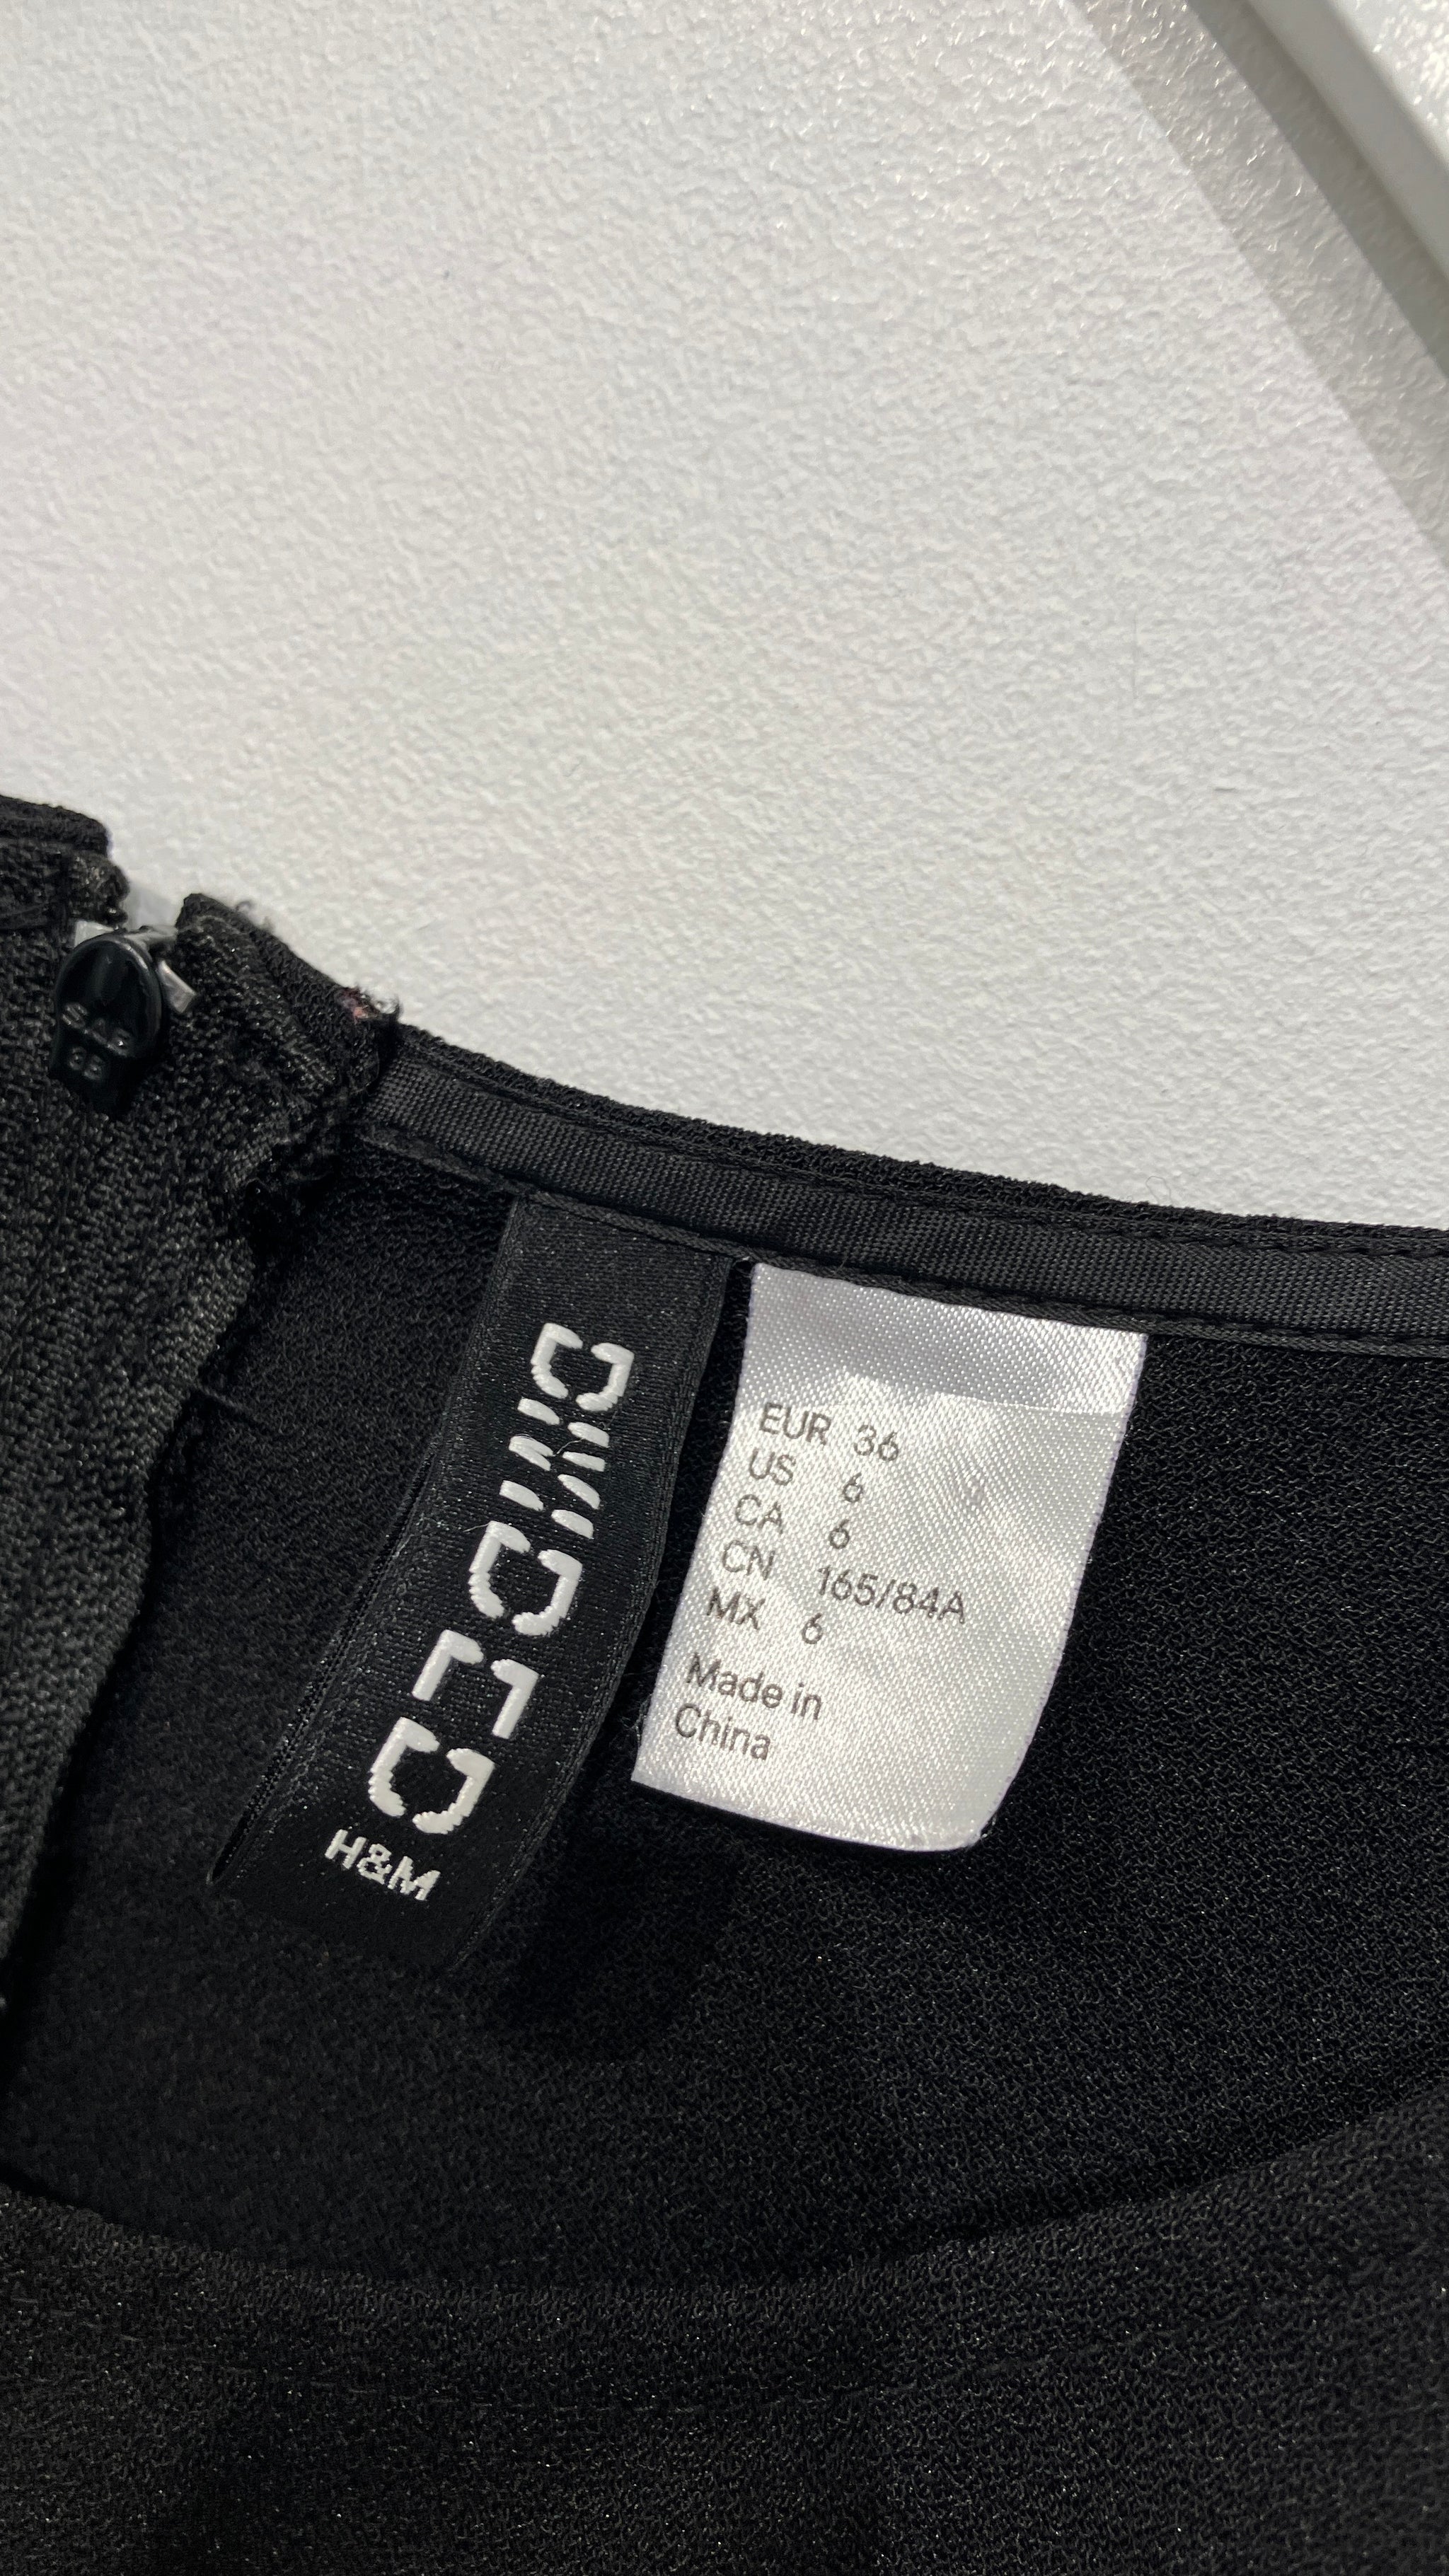 DIVIDED
H&M
EUR 36
US 6
CA 6
CN 165/84A
MX 6
Made in
China